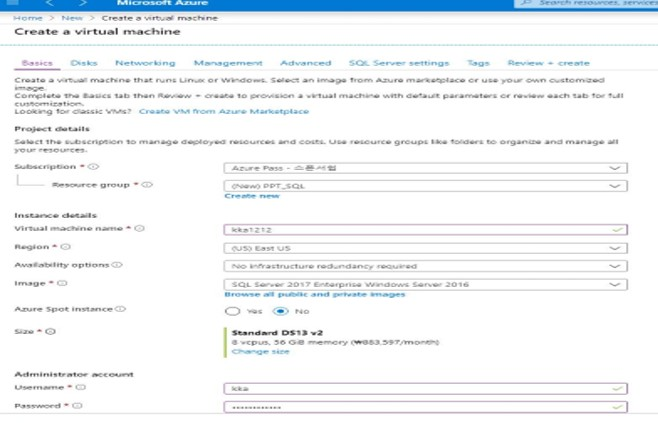 Microsoft Azure
Search resources, services
Home > New > Create a virtual machine
Create a virtual machine
Basics Disks Networking Management Advanced SQL Server settings Tags Review + create
Create a virtual machine that runs Linux or Windows. Select an image from Azure marketplace or use your own customized
image.
Complete the Basics tab then Review + create to provision a virtual machine with default parameters or review each tab for full
customization.
Looking for classic VMs? Create VM from Azure Marketplace
Project details
Select the subscription to manage deployed resources and costs. Use resource groups like folders to organize and manage all
your resources.
Subscription * Azure Pass - 스폰서쉽
Resource group * (New) PPT_SQL
Create new
Instance details
Virtual machine name * kka1212
Region * (US) East US
Availability options No infrastructure redundancy required
Image * SQL Server 2017 Enterprise Windows Server 2016
Browse all public and private images
Azure Spot instance Yes No
Size * Standard DS13 v2
8 vcpus, 56 GiB memory (₩883,597/month)
Change size
Administrator account
Username * kka
Password * ••••••••••••